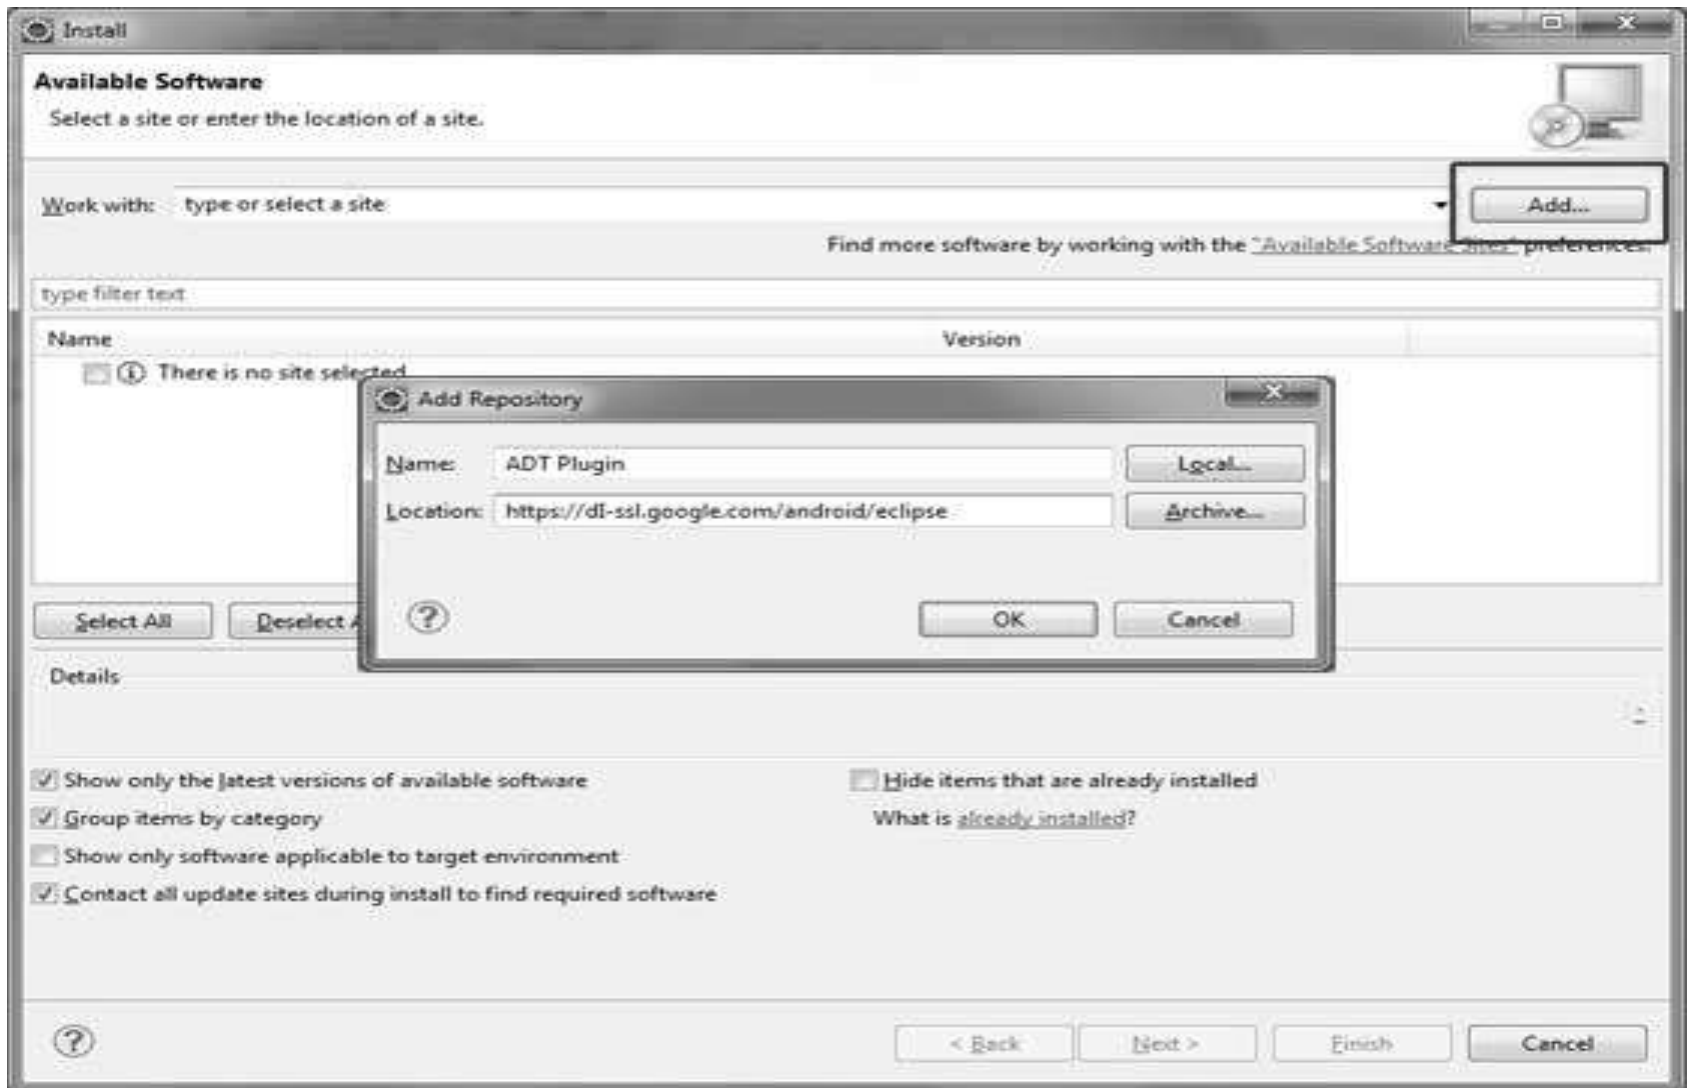 Install
Available Software
Select a site or enter the location of a site.
Work with: type or select a site
Add...
Find more software by working with the "Available Software Sites" preferences.
type filter text
Name Version
There is no site selected
Add Repository
Name: ADT Plugin Local...
Location: https://dI-ssl.google.com/android/eclipse Archive...
? OK Cancel
Select All Deselect
Details
Show only the latest versions of available software Hide items that are already installed
Group items by category What is already installed?
Show only software applicable to target environment
Contact all update sites during install to find required software
? < Back Next > Finish Cancel